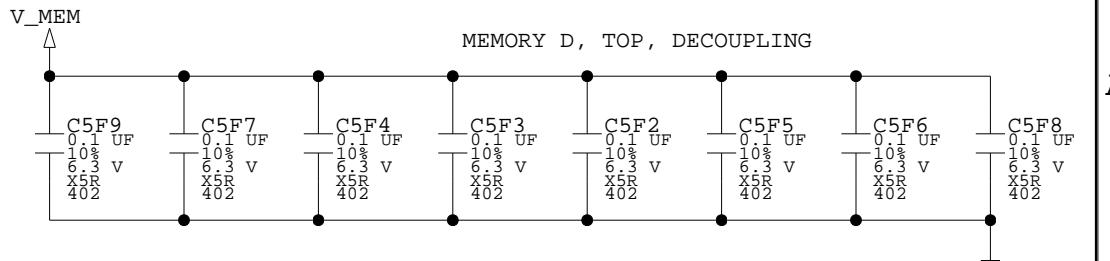 V_MEM
MEMORY D, TOP, DECOUPLING
C5F9
0.1 UF
10%
6.3 V
X5R
402
C5F7
0.1 UF
10%
6.3 V
X5R
402
C5F4
0.1 UF
10%
6.3 V
X5R
402
C5F3
0.1 UF
10%
6.3 V
X5R
402
C5F2
0.1 UF
10%
6.3 V
X5R
402
C5F5
0.1 UF
10%
6.3 V
X5R
402
C5F6
0.1 UF
10%
6.3 V
X5R
402
C5F8
0.1 UF
10%
6.3 V
X5R
402